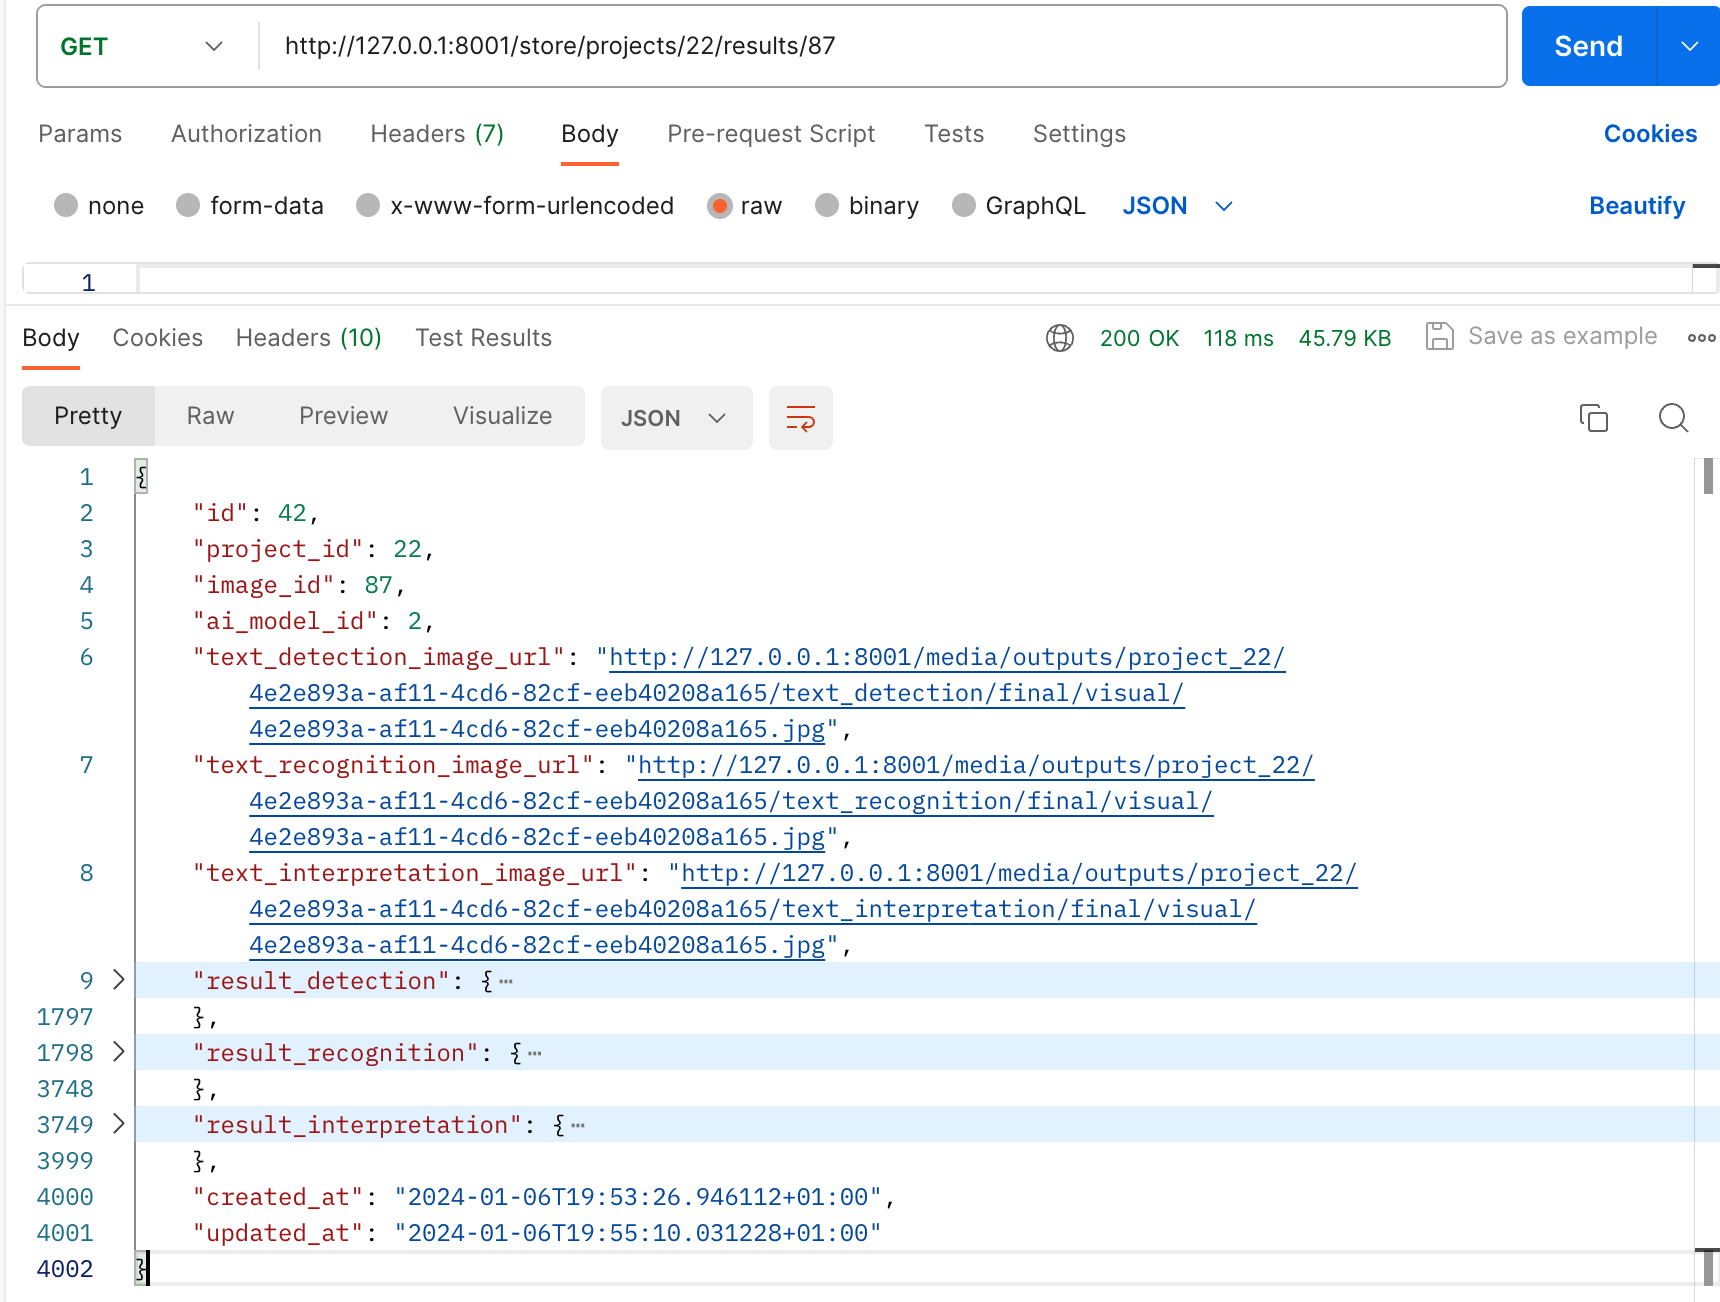 GET http://127.0.0.1:8001/store/projects/22/results/87 Send
Params Authorization Headers (7) Body Pre-request Script Tests Settings Cookies
none form-data x-www-form-urlencoded raw binary GraphQL JSON Beautify
1
Body Cookies Headers (10) Test Results 200 OK 118 ms 45.79 KB Save as example
Pretty Raw Preview Visualize JSON
1 {
2 "id": 42,
3 "project_id": 22,
4 "image_id": 87,
5 "ai_model_id": 2,
6 "text_detection_image_url": "http://127.0.0.1:8001/media/outputs/project_22/
4e2e893a-af11-4cd6-82cf-eeb40208a165/text_detection/final/visual/
4e2e893a-af11-4cd6-82cf-eeb40208a165.jpg",
7 "text_recognition_image_url": "http://127.0.0.1:8001/media/outputs/project_22/
4e2e893a-af11-4cd6-82cf-eeb40208a165/text_recognition/final/visual/
4e2e893a-af11-4cd6-82cf-eeb40208a165.jpg",
8 "text_interpretation_image_url": "http://127.0.0.1:8001/media/outputs/project_22/
4e2e893a-af11-4cd6-82cf-eeb40208a165/text_interpretation/final/visual/
4e2e893a-af11-4cd6-82cf-eeb40208a165.jpg",
9 "result_detection": {⋯
1797 },
1798 "result_recognition": {⋯
3748 },
3749 "result_interpretation": {⋯
3999 },
4000 "created_at": "2024-01-06T19:53:26.946112+01:00",
4001 "updated_at": "2024-01-06T19:55:10.031228+01:00"
4002 }